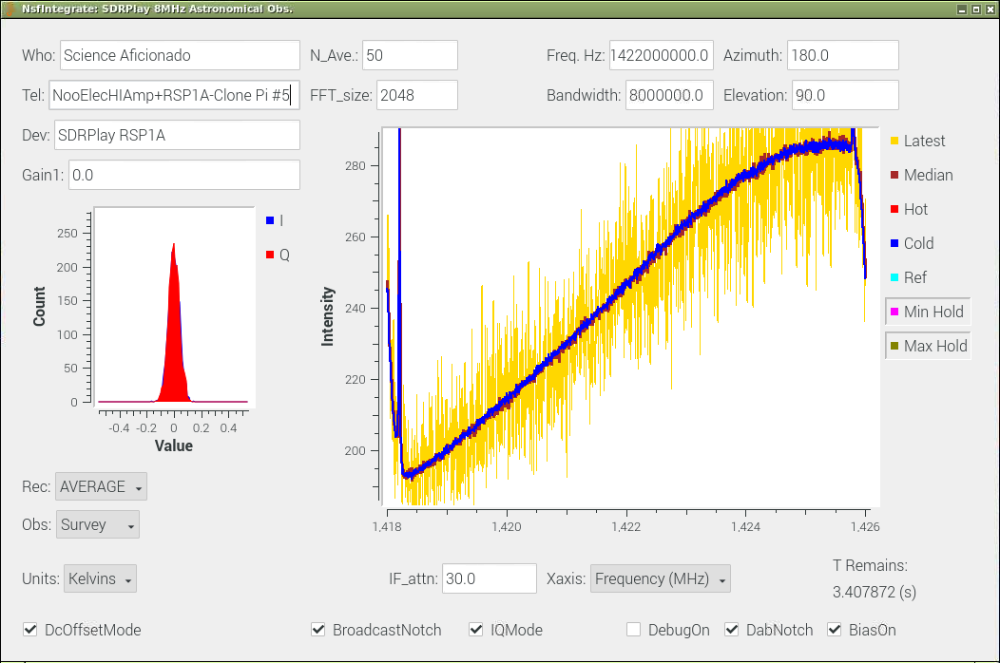 NsfIntegrate: SDRPlay 8MHz Astronomical Obs.
Who: Science Aficionado N_Ave.: 50 Freq. Hz: 1422000000.0 Azimuth: 180.0
Tel: NooElecHIAmp+RSP1A-Clone Pi #5 FFT_size: 2048 Bandwidth: 8000000.0 Elevation: 90.0
Dev: SDRPlay RSP1A
Gain1: 0.0
I
Q
250
200
150
100
50
0
Count
-0.4 -0.2 0 0.2 0.4
Value
280
260
240
220
200
Intensity
1,418 1,420 1,422 1,424 1,426
Latest
Median
Hot
Cold
Ref
Min Hold
Max Hold
Rec: AVERAGE
Obs: Survey
Units: Kelvins IF_attn: 30.0 Xaxis: Frequency (MHz)
T Remains:
3.407872 (s)
DcOffsetMode BroadcastNotch IQMode DebugOn DabNotch BiasOn